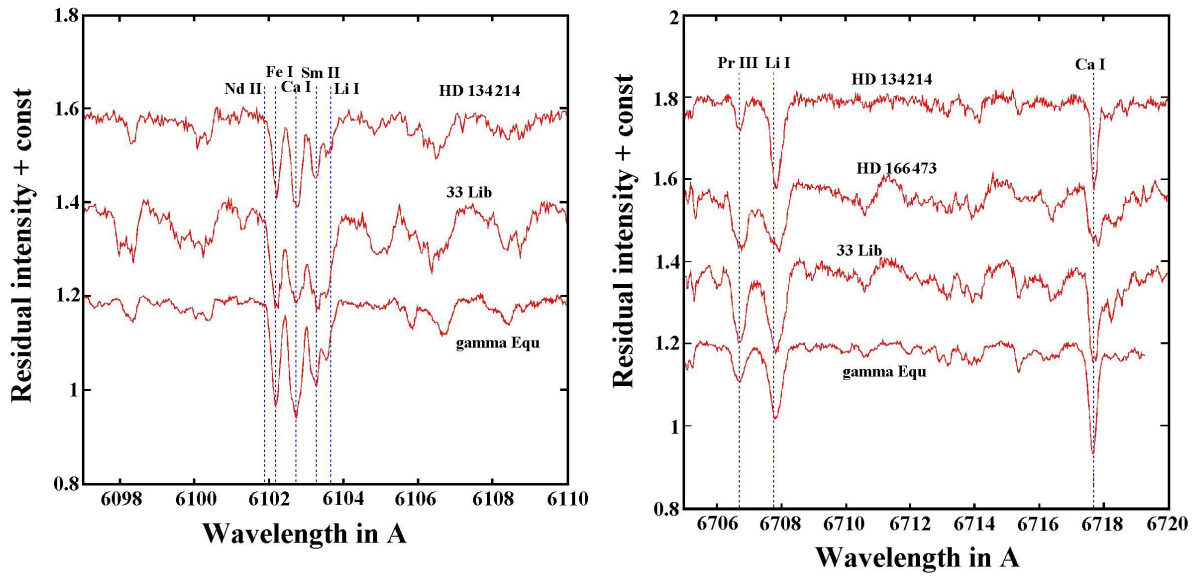 1.8
1.6
1.4
1.2
1
0.8
Residual intensity + const
Fe I
Sm II
Nd II
Ca I
Li I
HD 134214
33 Lib
gamma Equ
6098
6100
6102
6104
6106
6108
6110
Wavelength in A
2
1.8
1.6
1.4
1.2
1
0.8
Residual intensity + const
Pr III
Li I
HD 134214
Ca I
HD 166473
33 Lib
gamma Equ
6706
6708
6710
6712
6714
6716
6718
6720
Wavelength in A